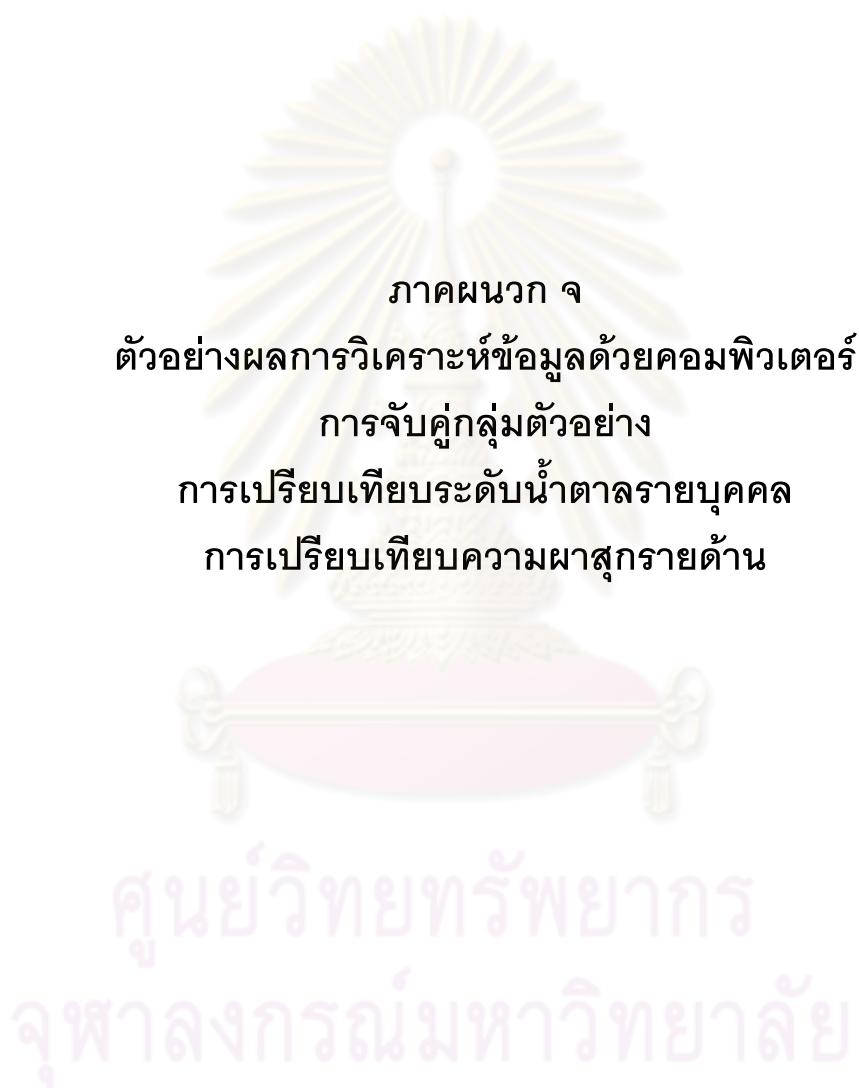 ภาคผนวก จ
ตัวอย่างผลการวิเคราะห์ข้อมูลด้วยคอมพิวเตอร์
การจับคู่กลุ่มตัวอย่าง
การเปรียบเทียบระดับน้ำตาลรายบุคคล
การเปรียบเทียบความผาสุกรายด้าน
ศูนย์วิทยทรัพยากร
จุฬาลงกรณ์มหาวิทยาลัย